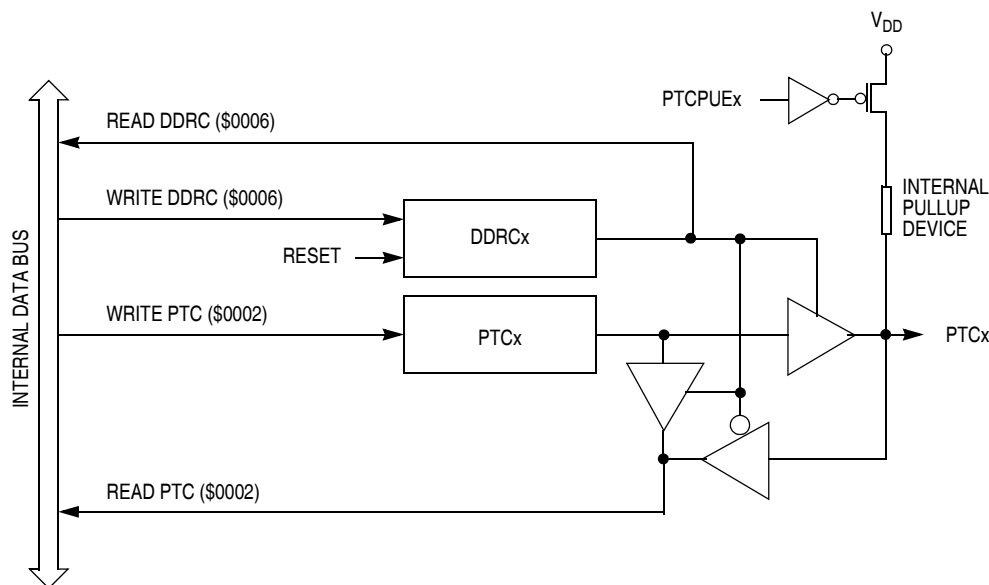 V_DD
PTCPUEx
READ DDRC ($0006)
WRITE DDRC ($0006)
RESET
DDRCx
INTERNAL
PULLUP
DEVICE
WRITE PTC ($0002)
PTCx
PTCx
READ PTC ($0002)
INTERNAL DATA BUS